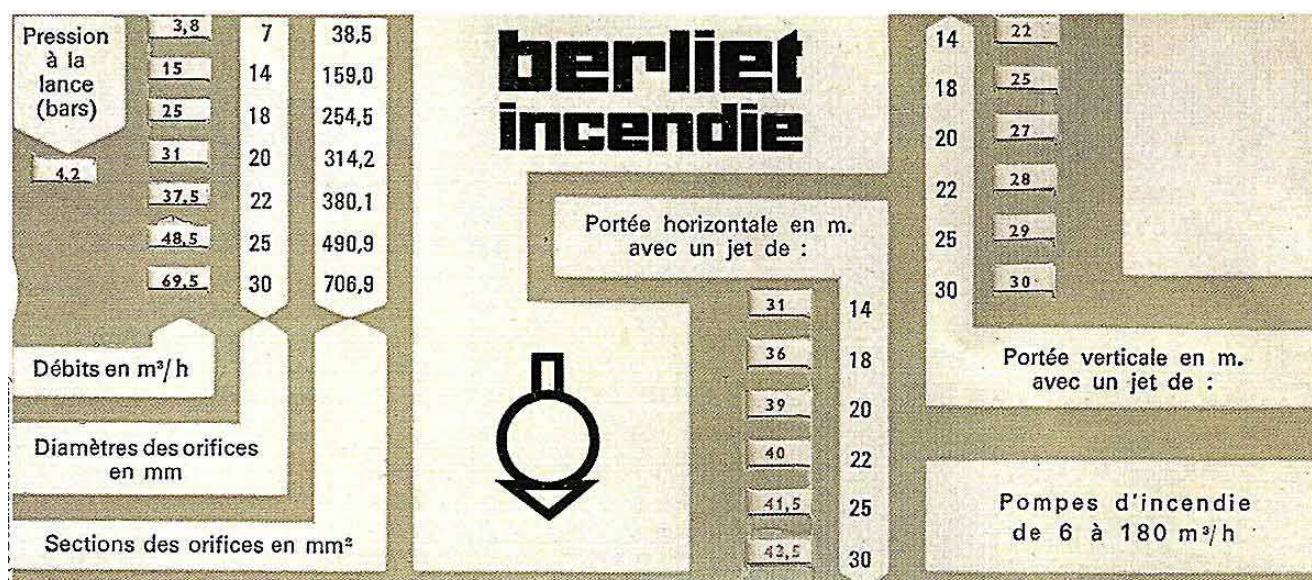 Pression
à la
lance
(bars)
4,2
3,8 7 38,5
15 14 159,0
25 18 254,5
31 20 314,2
37,5 22 380,1
48,5 25 490,9
69,5 30 706,9
Débits en m³/h
Diamètres des orifices
en mm
Sections des orifices en mm²
berliet
incendie
Portée horizontale en m.
avec un jet de :
31 14
36 18
39 20
40 22
41,5 25
43,5 30
14 22
18 25
20 27
22 28
25 29
30 30
Portée verticale en m.
avec un jet de :
Pompes d'incendie
de 6 à 180 m³/h